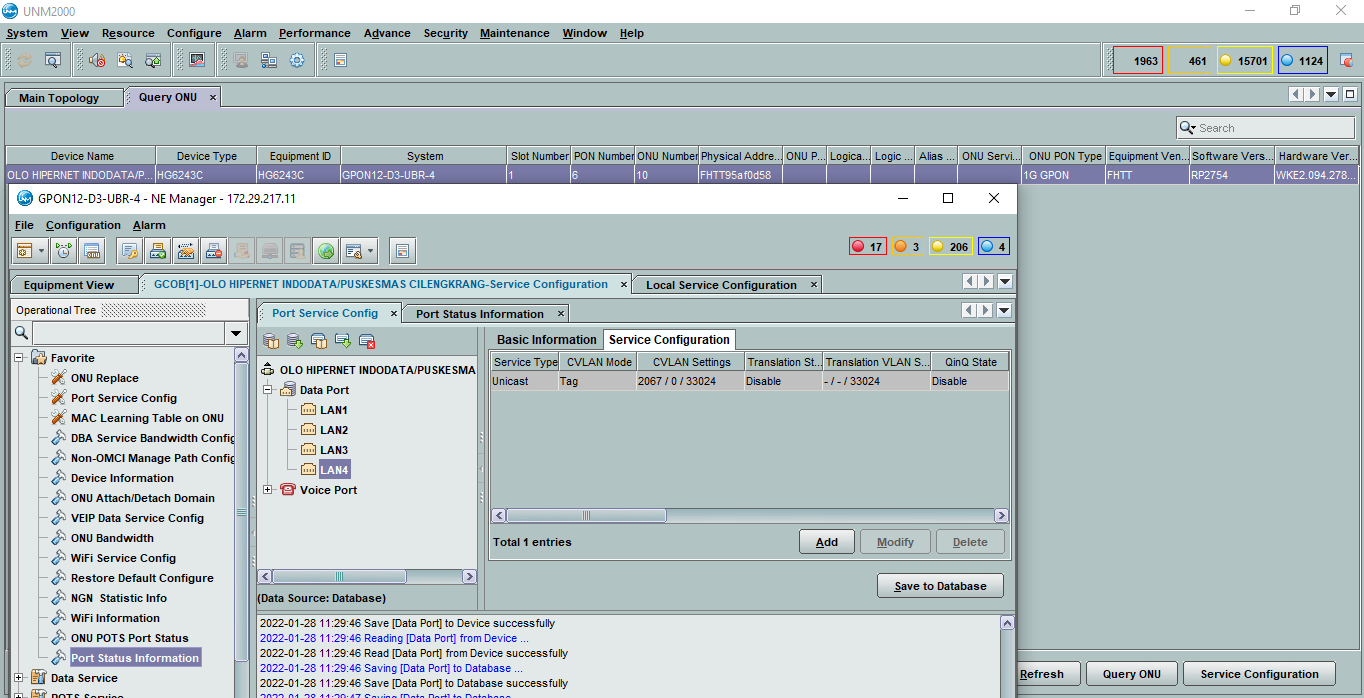 UNM2000
System View Resource Configure Alarm Performance Advance Security Maintenance Window Help
1963 461 15701 1124
Main Topology Query ONU
Search
Device Name Device Type Equipment ID System Slot Number PON Number ONU Number Physical Addre... ONU P... Logica... Logic ... Alias ... ONU Servi... ONU PON Type Equipment Ven... Software Vers... Hardware Ver...
OLO HIPERNET INDODATA/P... HG6243C HG6243C GPON12-D3-UBR-4 1 6 10 FHTT95af0d58 1G GPON FHTT RP2754 WKE2.094.278...
GPON12-D3-UBR-4 - NE Manager - 172.29.217.11
File Configuration Alarm
17 3 206 4
Equipment View GCOB[1]-OLO HIPERNET INDODATA/PUSKESMAS CILENGKRANG-Service Configuration Local Service Configuration
Operational Tree
Favorite
ONU Replace
Port Service Config
MAC Learning Table on ONU
DBA Service Bandwidth Config
Non-OMCI Manage Path Config
Device Information
ONU Attach/Detach Domain
VEIP Data Service Config
ONU Bandwidth
WiFi Service Config
Restore Default Configure
NGN Statistic Info
WiFi Information
ONU POTS Port Status
Port Status Information
Data Service
POTS Service
Port Service Config Port Status Information
OLO HIPERNET INDODATA/PUSKESMA
Data Port
LAN1
LAN2
LAN3
LAN4
Voice Port
(Data Source: Database)
Basic Information Service Configuration
Service Type CVLAN Mode CVLAN Settings Translation St... Translation VLAN S... QinQ State
Unicast Tag 2067 / 0 / 33024 Disable - / - / 33024 Disable
Total 1 entries
Add Modify Delete
Save to Database
2022-01-28 11:29:46 Save [Data Port] to Device successfully
2022-01-28 11:29:46 Reading [Data Port] from Device ...
2022-01-28 11:29:46 Read [Data Port] from Device successfully
2022-01-28 11:29:46 Saving [Data Port] to Database ...
2022-01-28 11:29:46 Save [Data Port] to Database successfully
2022-01-28 11:29:47 Saving [Data Port] to Database
Refresh Query ONU Service Configuration